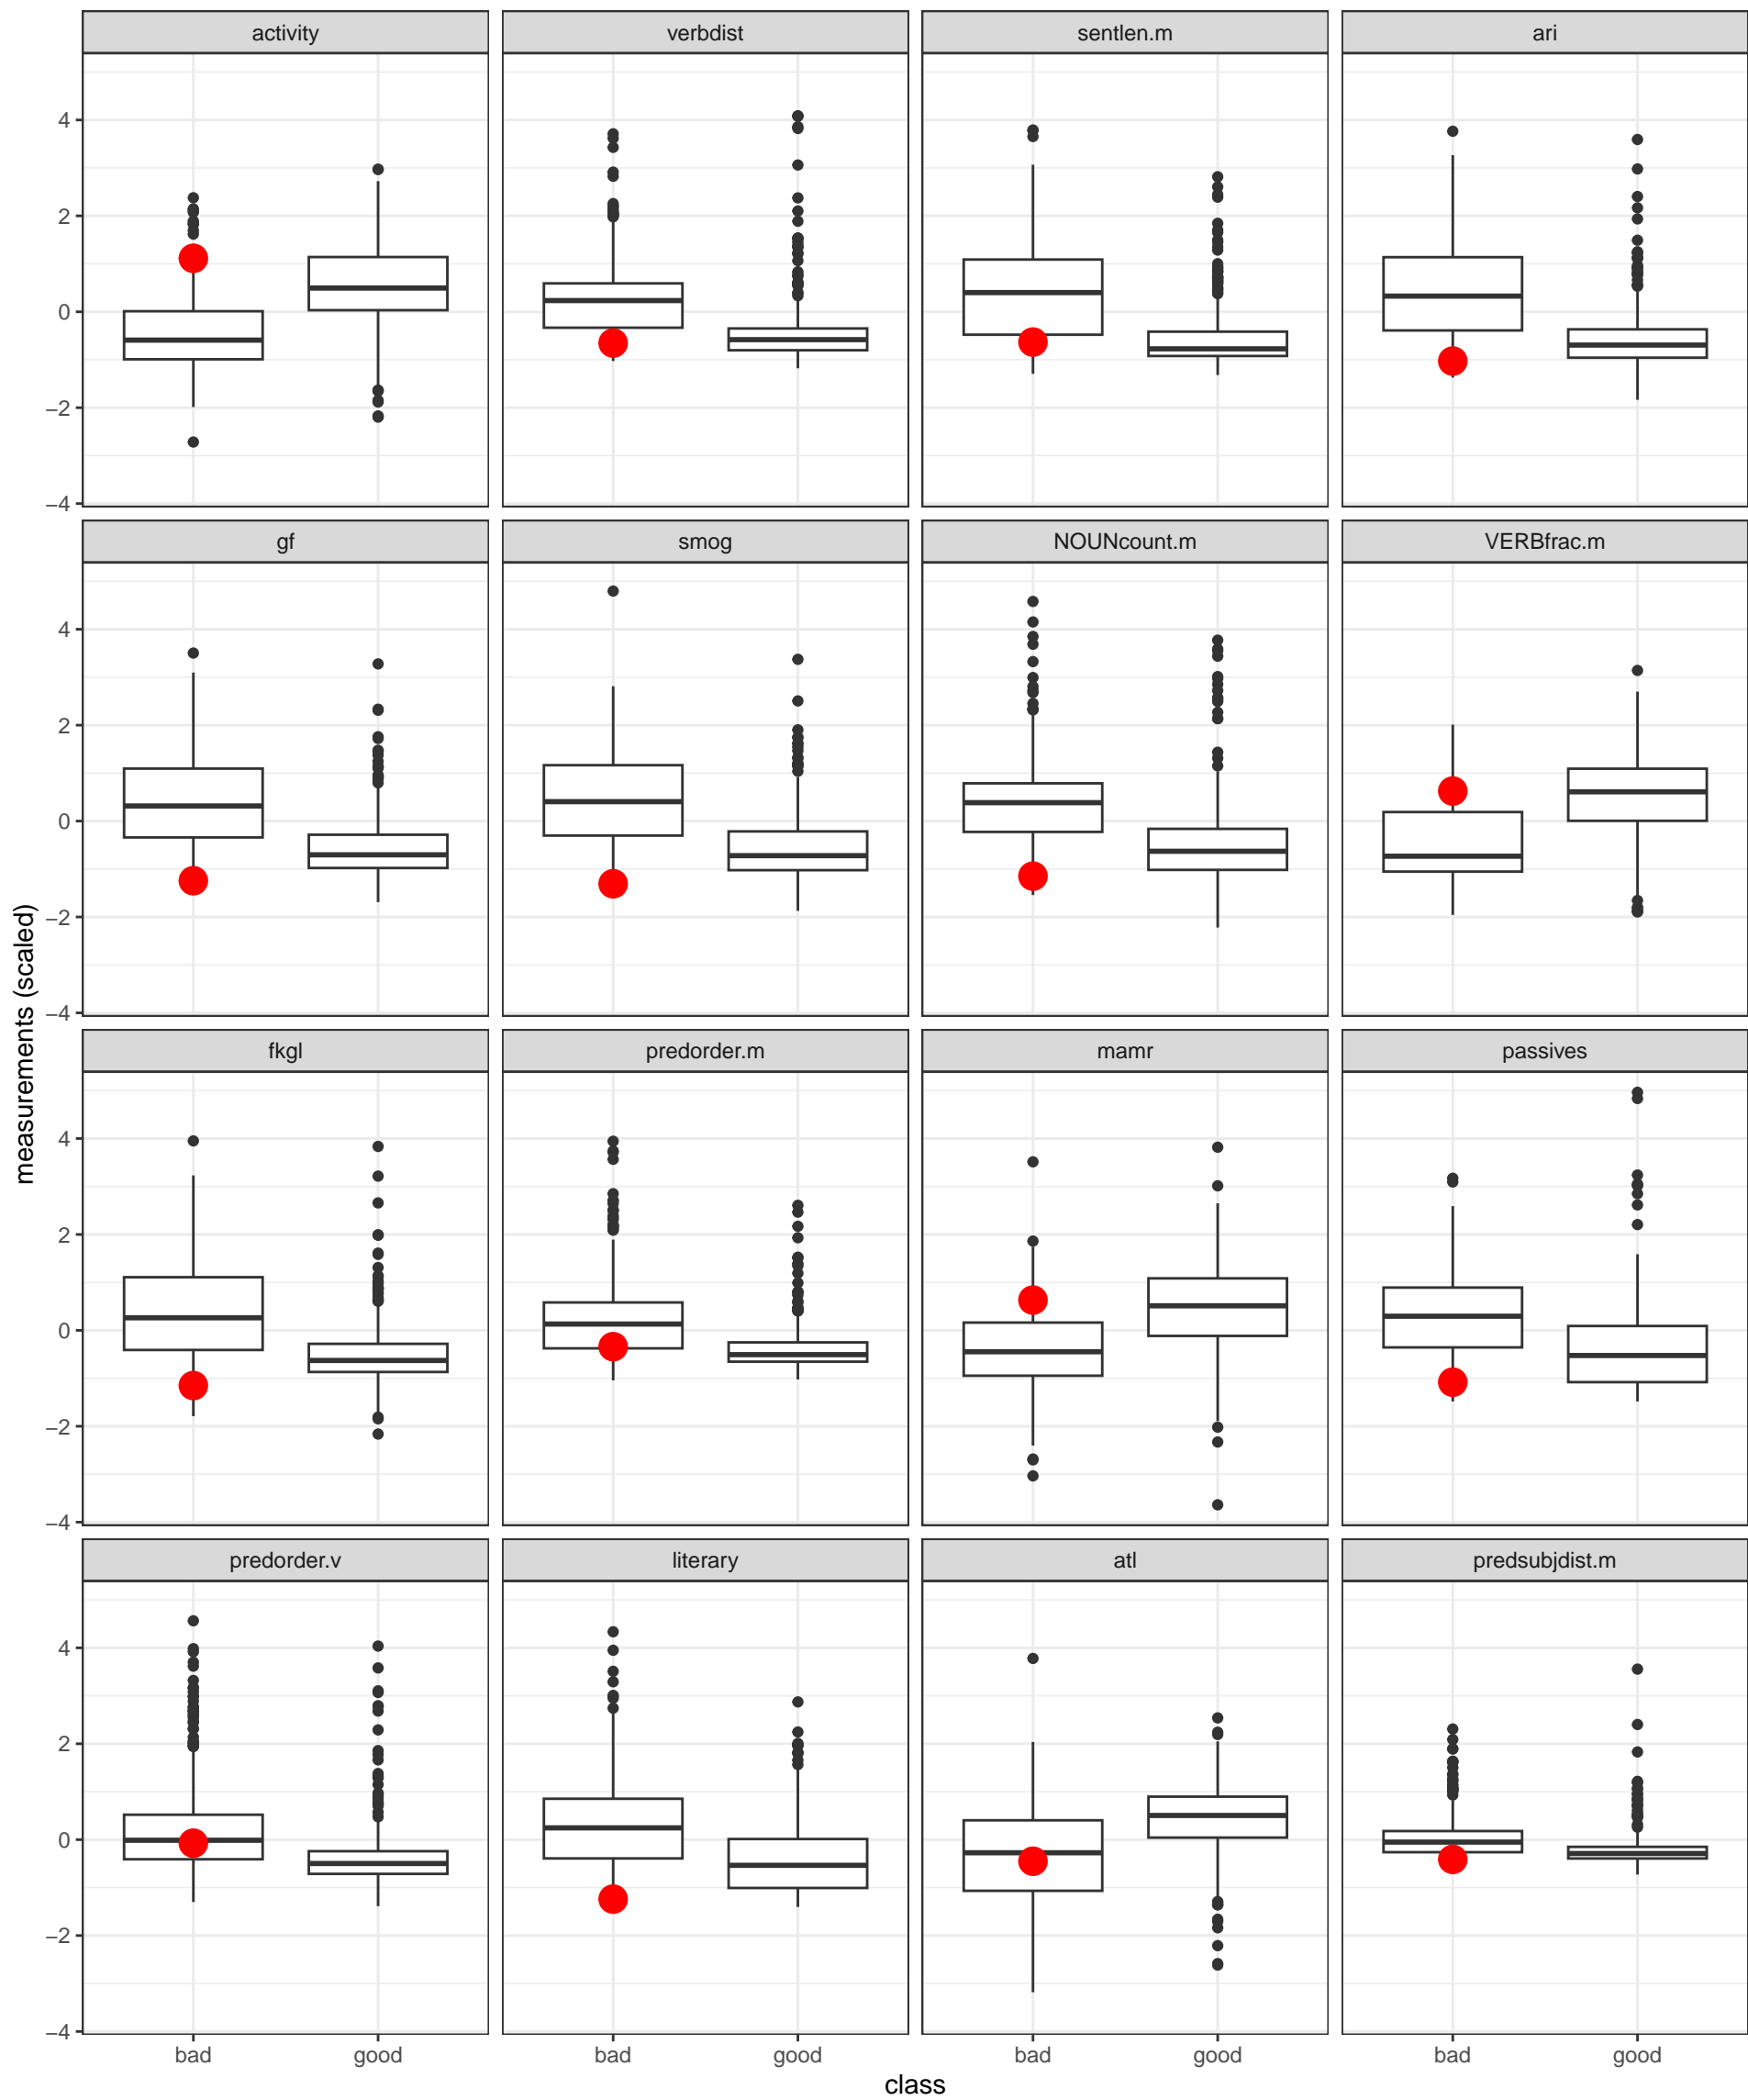 activity verbdist sentlen.m ari
4
2
0
−2
−4
gf smog NOUNcount.m VERBfrac.m
4
2
0
−2
−4
measurements (scaled)
fkgl predorder.m mamr passives
4
2
0
−2
−4
predorder.v literary atl predsubjdist.m
4
2
0
−2
−4
bad good bad good bad good bad good
class